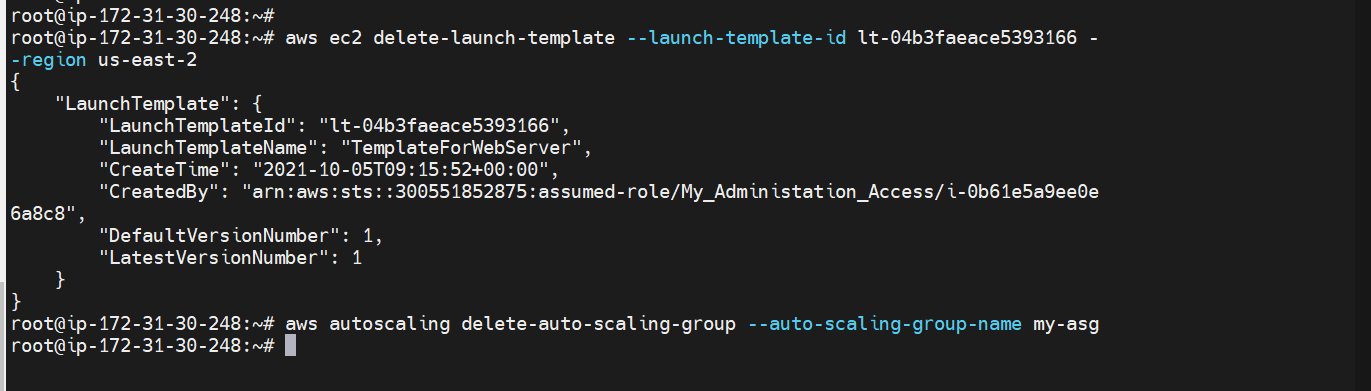 root@ip-172-31-30-248:~#
root@ip-172-31-30-248:~# aws ec2 delete-launch-template --launch-template-id lt-04b3faeace5393166 -
-region us-east-2
{
    "LaunchTemplate": {
        "LaunchTemplateId": "lt-04b3faeace5393166",
        "LaunchTemplateName": "TemplateForWebServer",
        "CreateTime": "2021-10-05T09:15:52+00:00",
        "CreatedBy": "arn:aws:sts::300551852875:assumed-role/My_Administation_Access/i-0b61e5a9ee0e
6a8c8",
        "DefaultVersionNumber": 1,
        "LatestVersionNumber": 1
    }
}
root@ip-172-31-30-248:~# aws autoscaling delete-auto-scaling-group --auto-scaling-group-name my-asg
root@ip-172-31-30-248:~#